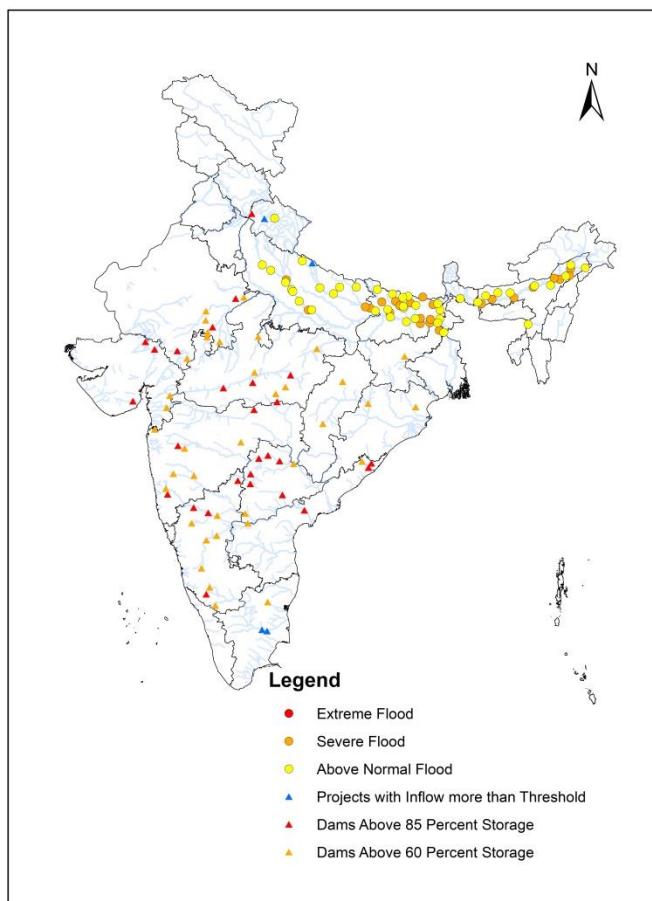 N
Legend
Extreme Flood
Severe Flood
Above Normal Flood
Projects with Inflow more than Threshold
Dams Above 85 Percent Storage
Dams Above 60 Percent Storage